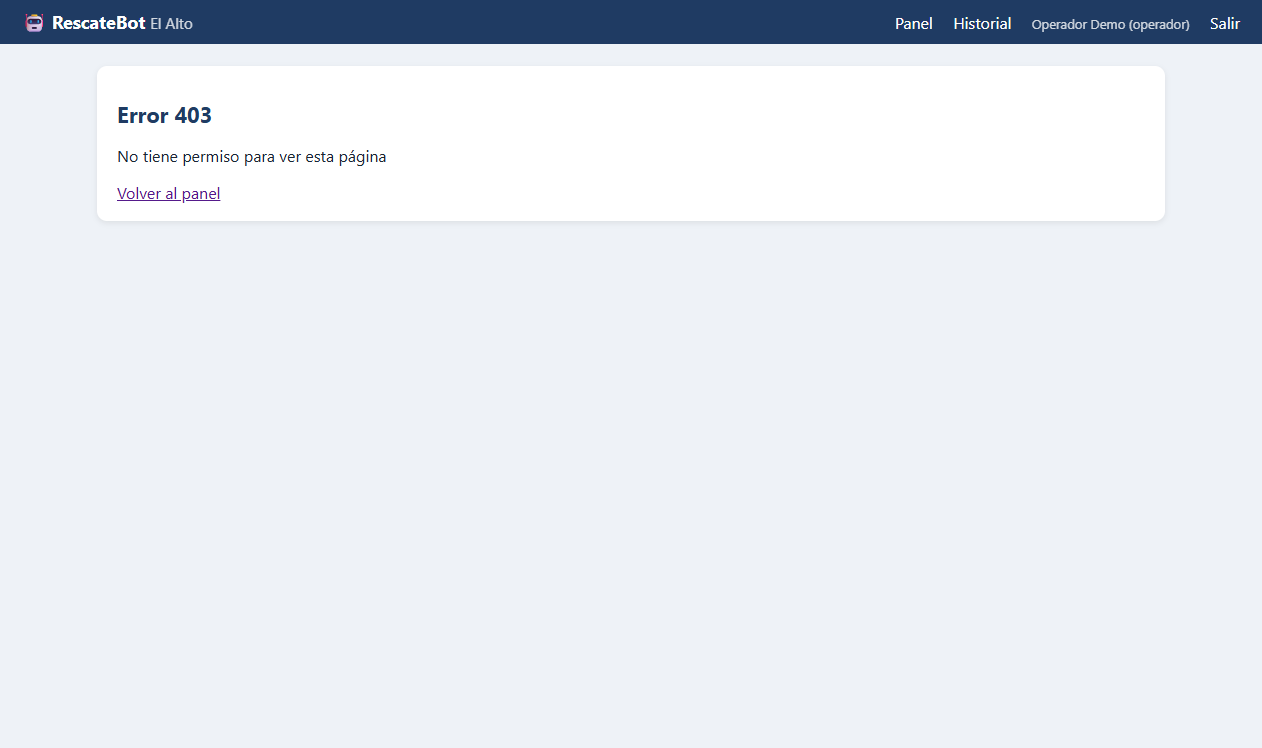 RescateBot El Alto
Panel Historial Operador Demo (operador) Salir
Error 403
No tiene permiso para ver esta página
Volver al panel